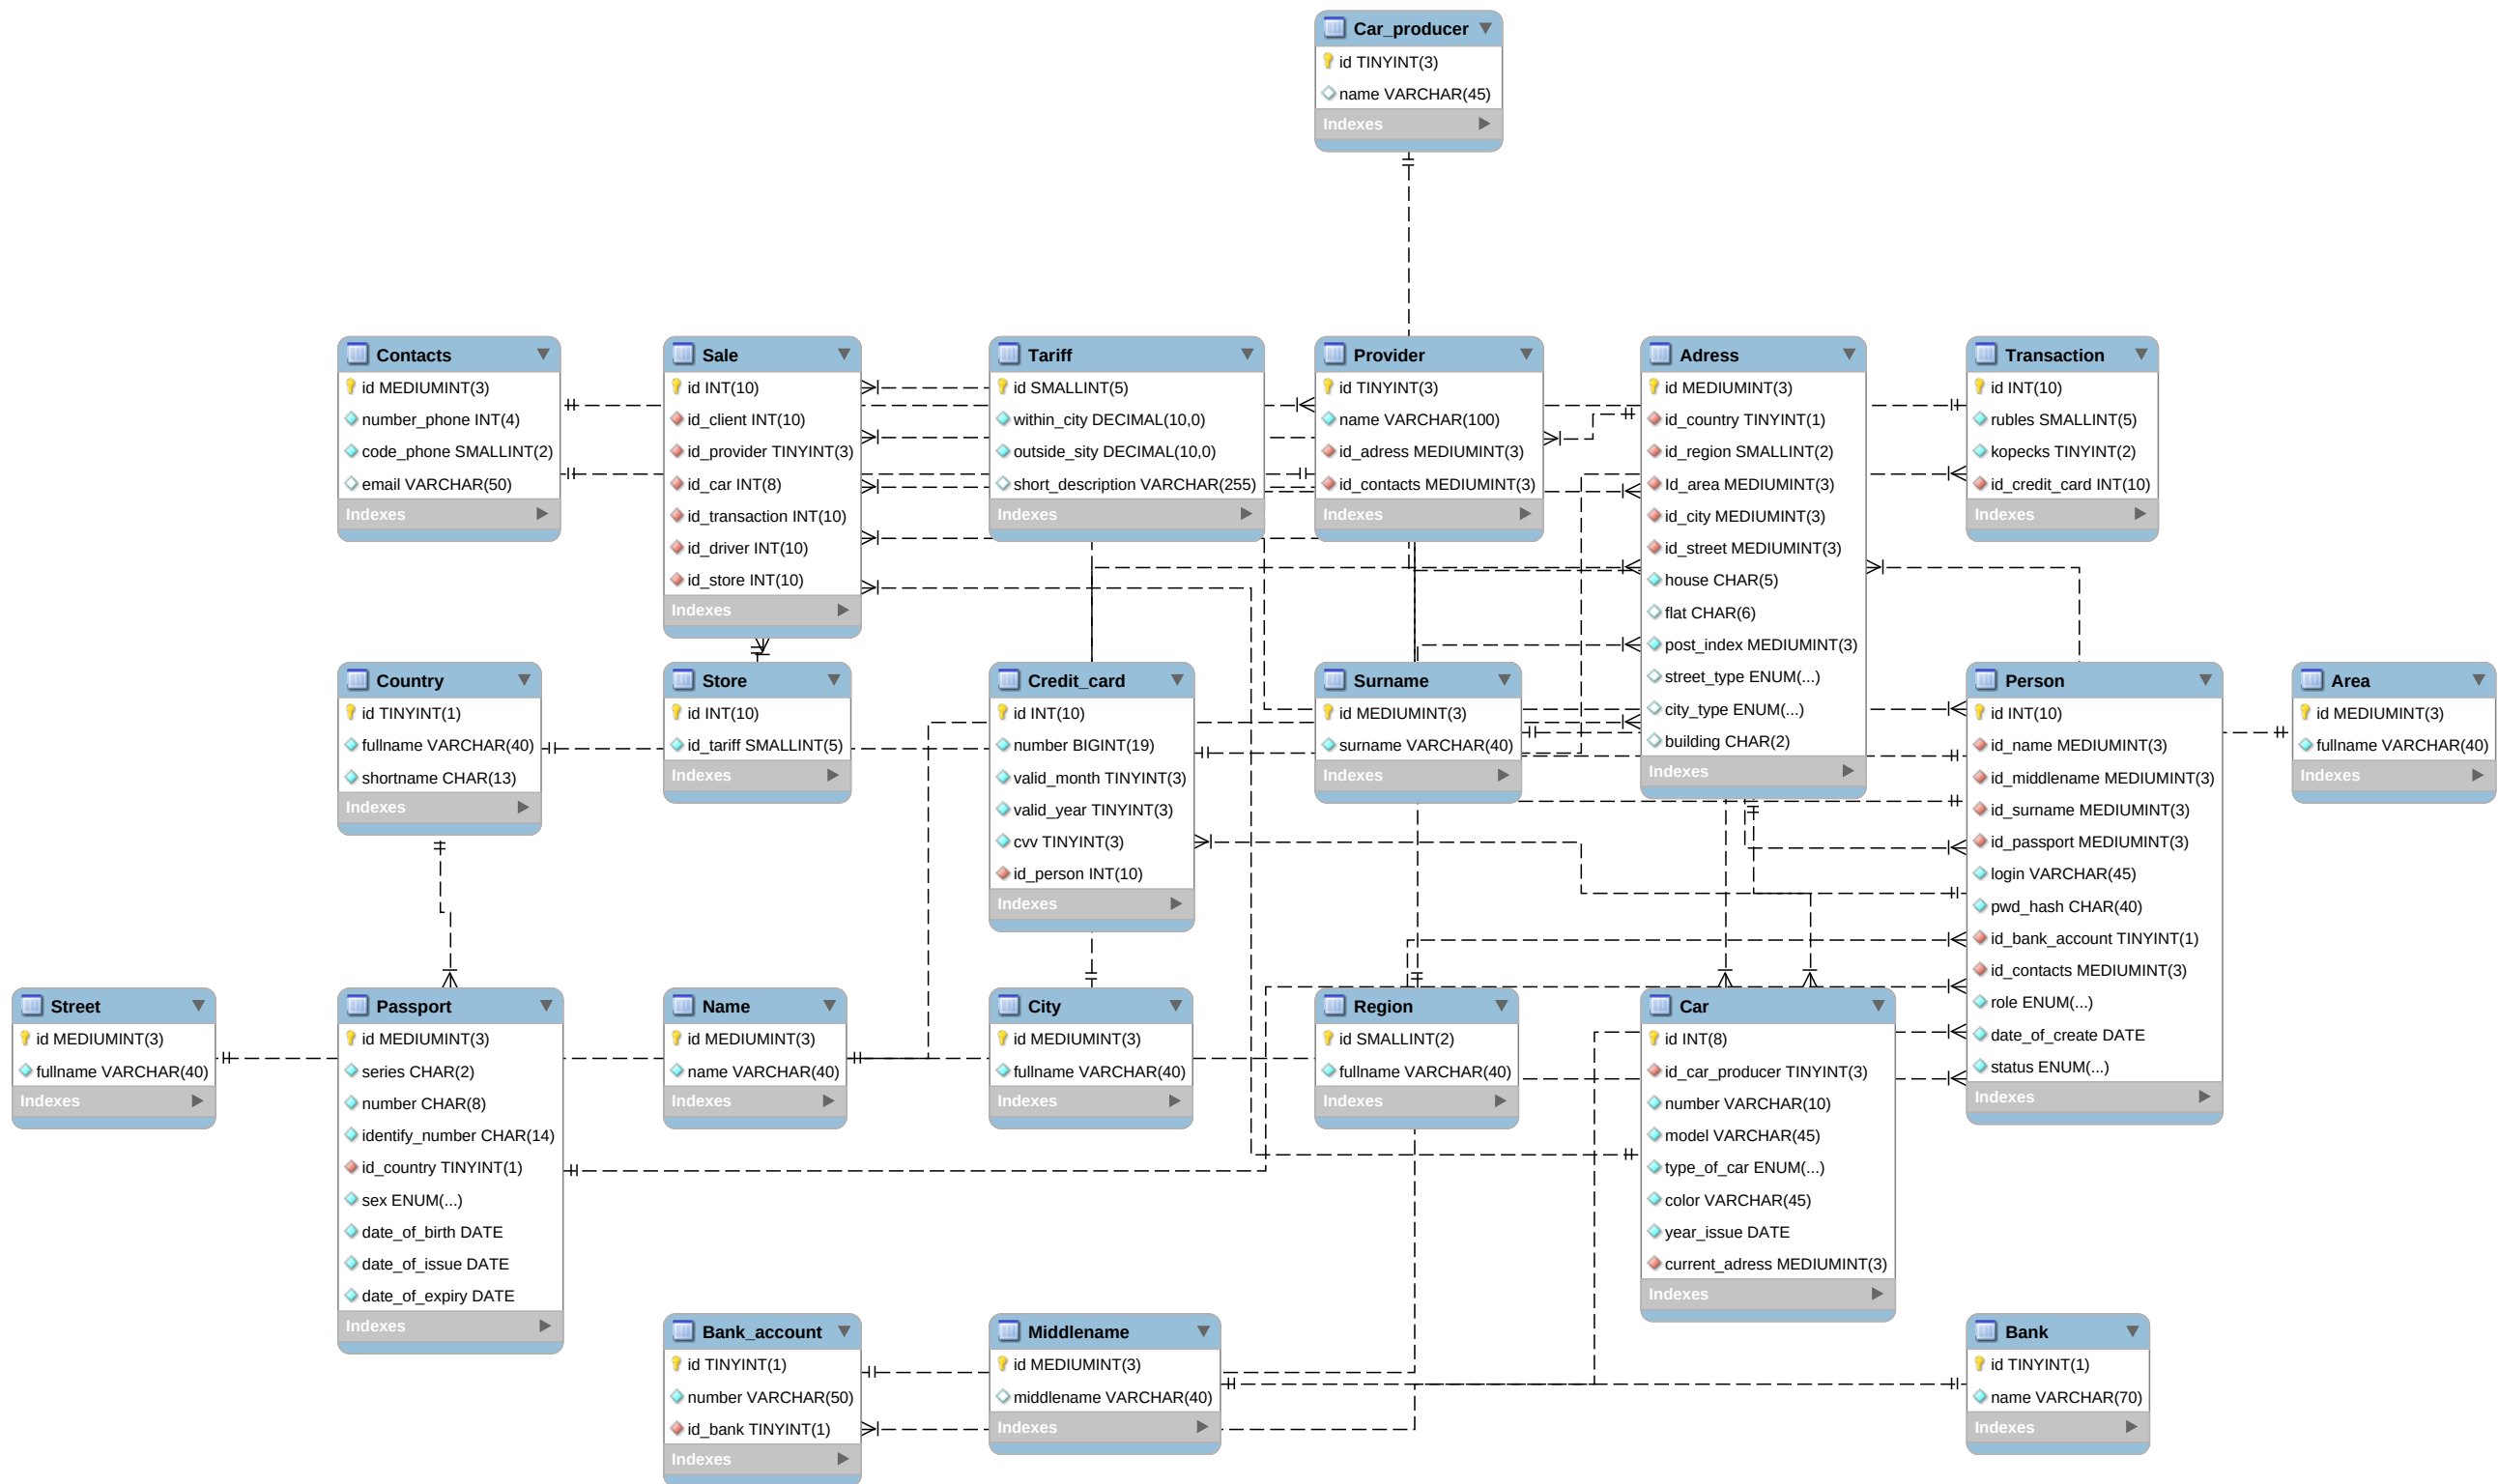 Car_producer
id TINYINT(3)
name VARCHAR(45)
Indexes
Contacts
id MEDIUMINT(3)
number_phone INT(4)
code_phone SMALLINT(2)
email VARCHAR(50)
Indexes
Sale
id INT(10)
id_client INT(10)
id_provider TINYINT(3)
id_car INT(8)
id_transaction INT(10)
id_driver INT(10)
id_store INT(10)
Indexes
Tariff
id SMALLINT(5)
within_city DECIMAL(10,0)
outside_sity DECIMAL(10,0)
short_description VARCHAR(255)
Indexes
Provider
id TINYINT(3)
name VARCHAR(100)
id_adress MEDIUMINT(3)
id_contacts MEDIUMINT(3)
Indexes
Adress
id MEDIUMINT(3)
id_country TINYINT(1)
id_region SMALLINT(2)
Id_area MEDIUMINT(3)
id_city MEDIUMINT(3)
id_street MEDIUMINT(3)
house CHAR(5)
flat CHAR(6)
post_index MEDIUMINT(3)
street_type ENUM(...)
city_type ENUM(...)
building CHAR(2)
Indexes
Transaction
id INT(10)
rubles SMALLINT(5)
kopecks TINYINT(2)
id_credit_card INT(10)
Indexes
Country
id TINYINT(1)
fullname VARCHAR(40)
shortname CHAR(13)
Indexes
Store
id INT(10)
id_tariff SMALLINT(5)
Indexes
Credit_card
id INT(10)
number BIGINT(19)
valid_month TINYINT(3)
valid_year TINYINT(3)
cvv TINYINT(3)
id_person INT(10)
Indexes
Surname
id MEDIUMINT(3)
surname VARCHAR(40)
Indexes
Person
id INT(10)
id_name MEDIUMINT(3)
id_middlename MEDIUMINT(3)
id_surname MEDIUMINT(3)
id_passport MEDIUMINT(3)
login VARCHAR(45)
pwd_hash CHAR(40)
id_bank_account TINYINT(1)
id_contacts MEDIUMINT(3)
role ENUM(...)
date_of_create DATE
status ENUM(...)
Indexes
Area
id MEDIUMINT(3)
fullname VARCHAR(40)
Indexes
Street
id MEDIUMINT(3)
fullname VARCHAR(40)
Indexes
Passport
id MEDIUMINT(3)
series CHAR(2)
number CHAR(8)
identify_number CHAR(14)
id_country TINYINT(1)
sex ENUM(...)
date_of_birth DATE
date_of_issue DATE
date_of_expiry DATE
Indexes
Name
id MEDIUMINT(3)
name VARCHAR(40)
Indexes
City
id MEDIUMINT(3)
fullname VARCHAR(40)
Indexes
Region
id SMALLINT(2)
fullname VARCHAR(40)
Indexes
Car
id INT(8)
id_car_producer TINYINT(3)
number VARCHAR(10)
model VARCHAR(45)
type_of_car ENUM(...)
color VARCHAR(45)
year_issue DATE
current_adress MEDIUMINT(3)
Indexes
Bank_account
id TINYINT(1)
number VARCHAR(50)
id_bank TINYINT(1)
Indexes
Middlename
id MEDIUMINT(3)
middlename VARCHAR(40)
Indexes
Bank
id TINYINT(1)
name VARCHAR(70)
Indexes